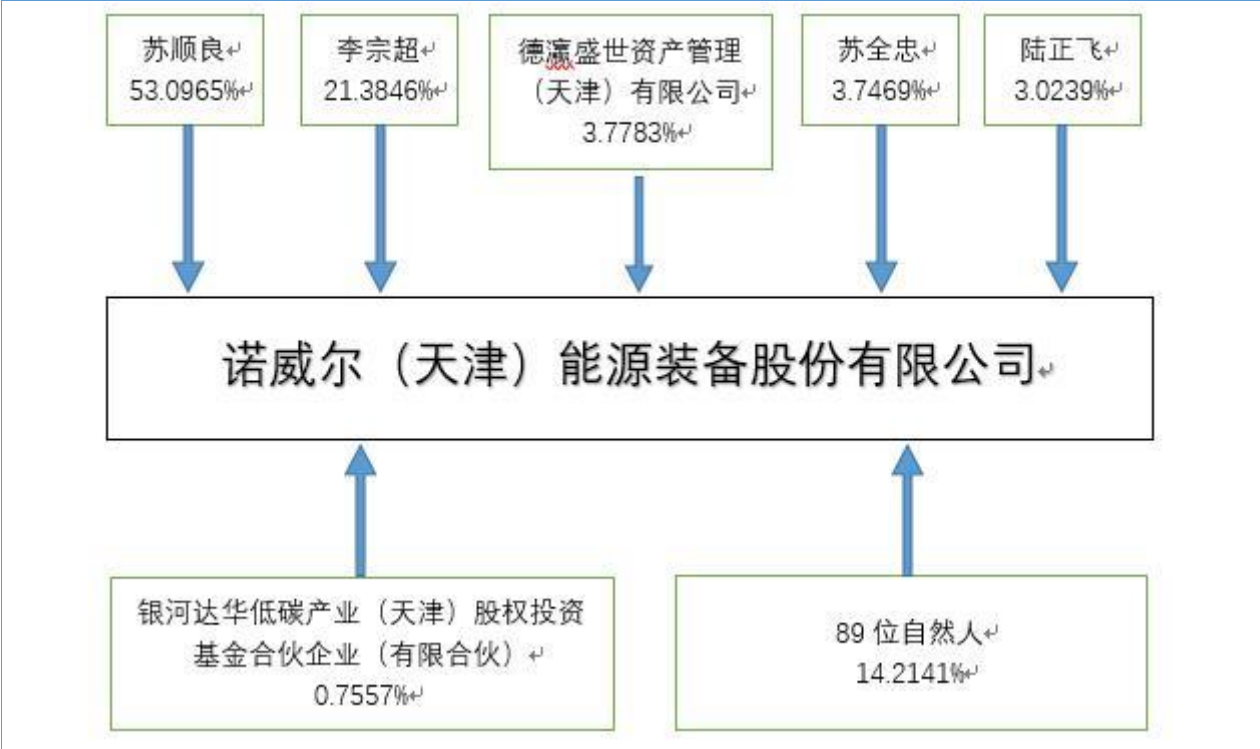 苏顺良
53.0965%
李宗超
21.3846%
德瀛盛世资产管理
（天津）有限公司
3.7783%
苏全忠
3.7469%
陆正飞
3.0239%
诺威尔（天津）能源装备股份有限公司
银河达华低碳产业（天津）股权投资
基金合伙企业（有限合伙）
0.7557%
89 位自然人
14.2141%